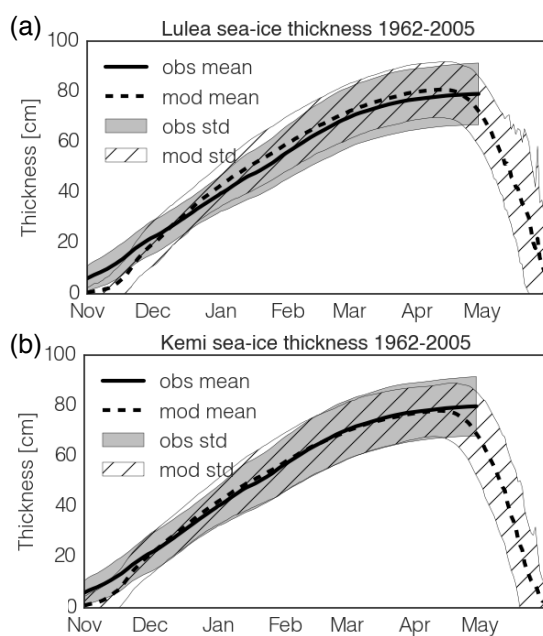 (a)
Lulea sea-ice thickness 1962-2005
100
80
60
40
20
0
Thickness [cm]
obs mean
mod mean
obs std
mod std
Nov Dec Jan Feb Mar Apr May
(b)
Kemi sea-ice thickness 1962-2005
100
80
60
40
20
0
Thickness [cm]
obs mean
mod mean
obs std
mod std
Nov Dec Jan Feb Mar Apr May